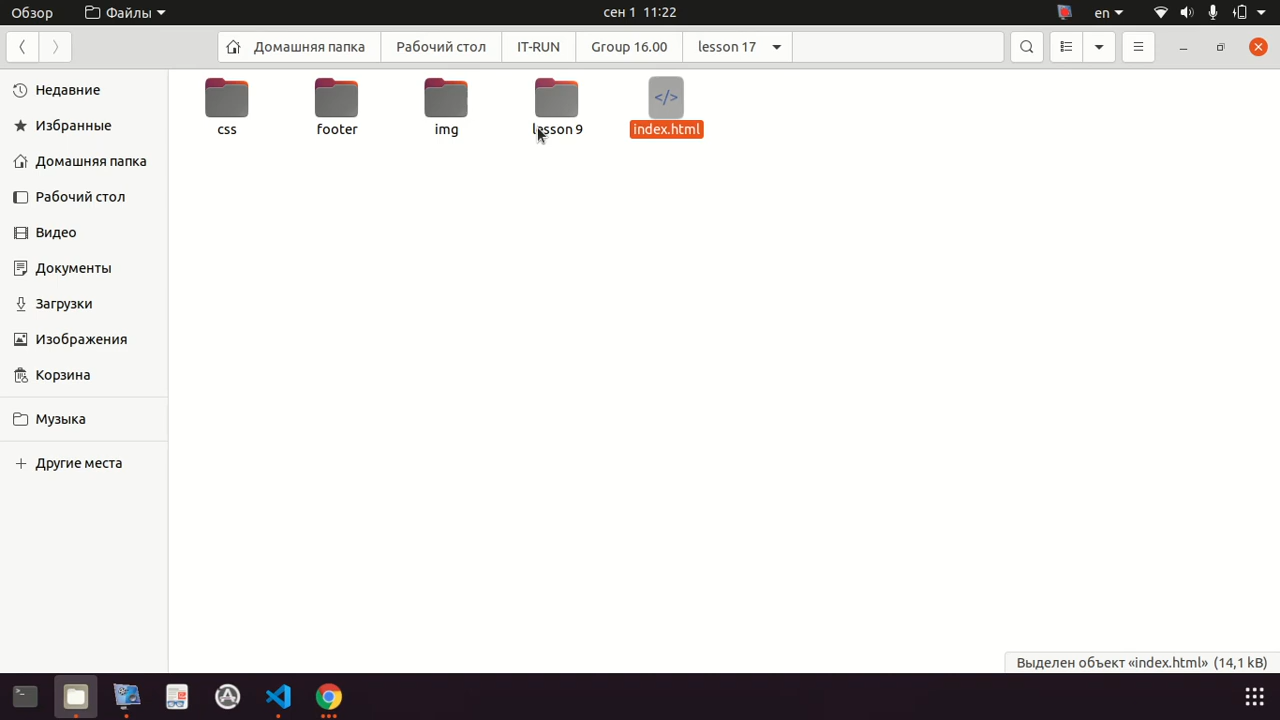 Обзор Файлы сен 1 11:22 en
Домашняя папка Рабочий стол IT-RUN Group 16.00 lesson 17
Недавние
Избранные
Домашняя папка
Рабочий стол
Видео
Документы
Загрузки
Изображения
Корзина
Музыка
Другие места
css footer img lesson 9 index.html
</>
Выделен объект «index.html» (14,1 kB)